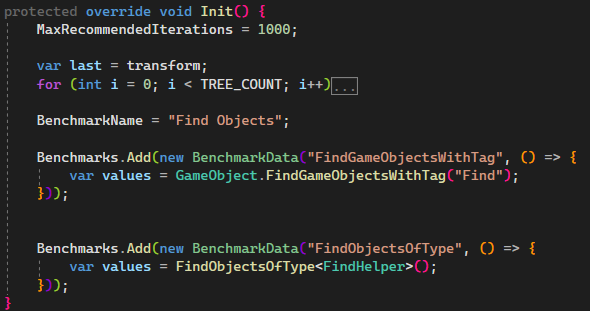 protected override void Init() {
    MaxRecommendedIterations = 1000;
    var last = transform;
    for (int i = 0; i < TREE_COUNT; i++)...
    BenchmarkName = "Find Objects";
    Benchmarks.Add(new BenchmarkData("FindGameObjectsWithTag", () => {
        var values = GameObject.FindGameObjectsWithTag("Find");
    }));
    Benchmarks.Add(new BenchmarkData("FindObjectsOfType", () => {
        var values = FindObjectsOfType<FindHelper>();
    }));
}